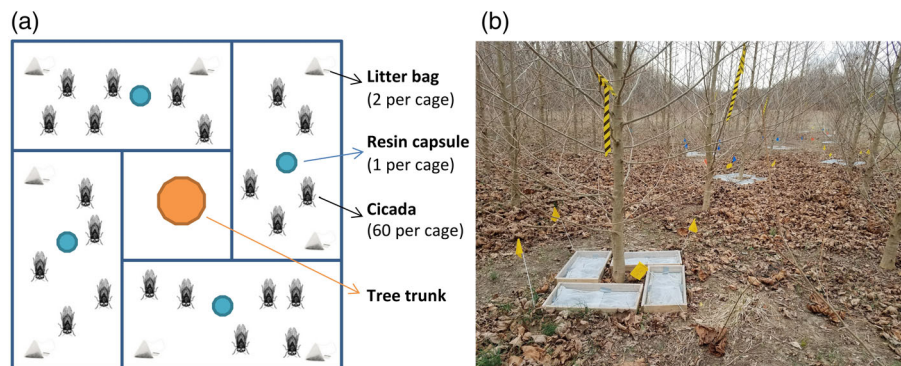 (a)
Litter bag
(2 per cage)
Resin capsule
(1 per cage)
Cicada
(60 per cage)
Tree trunk
(b)